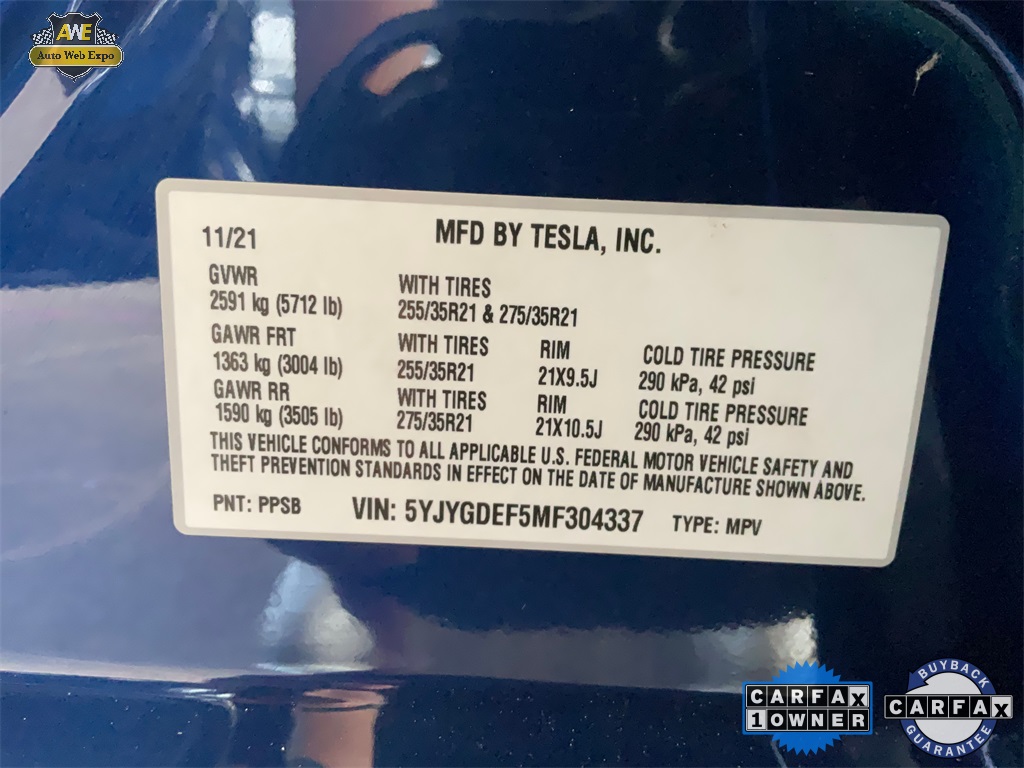 AWE
Auto Web Expo
11/21 MFD BY TESLA, INC.
GVWR WITH TIRES
2591 kg (5712 lb) 255/35R21 & 275/35R21
GAWR FRT WITH TIRES RIM COLD TIRE PRESSURE
1363 kg (3004 lb) 255/35R21 21X9.5J 290 kPa, 42 psi
GAWR RR WITH TIRES RIM COLD TIRE PRESSURE
1590 kg (3505 lb) 275/35R21 21X10.5J 290 kPa, 42 psi
THIS VEHICLE CONFORMS TO ALL APPLICABLE U.S. FEDERAL MOTOR VEHICLE SAFETY AND
THEFT PREVENTION STANDARDS IN EFFECT ON THE DATE OF MANUFACTURE SHOWN ABOVE.
PNT: PPSB VIN: 5YJYGDEF5MF304337 TYPE: MPV
CARFAX
1 OWNER
BUYBACK
CARFAX
GUARANTEE